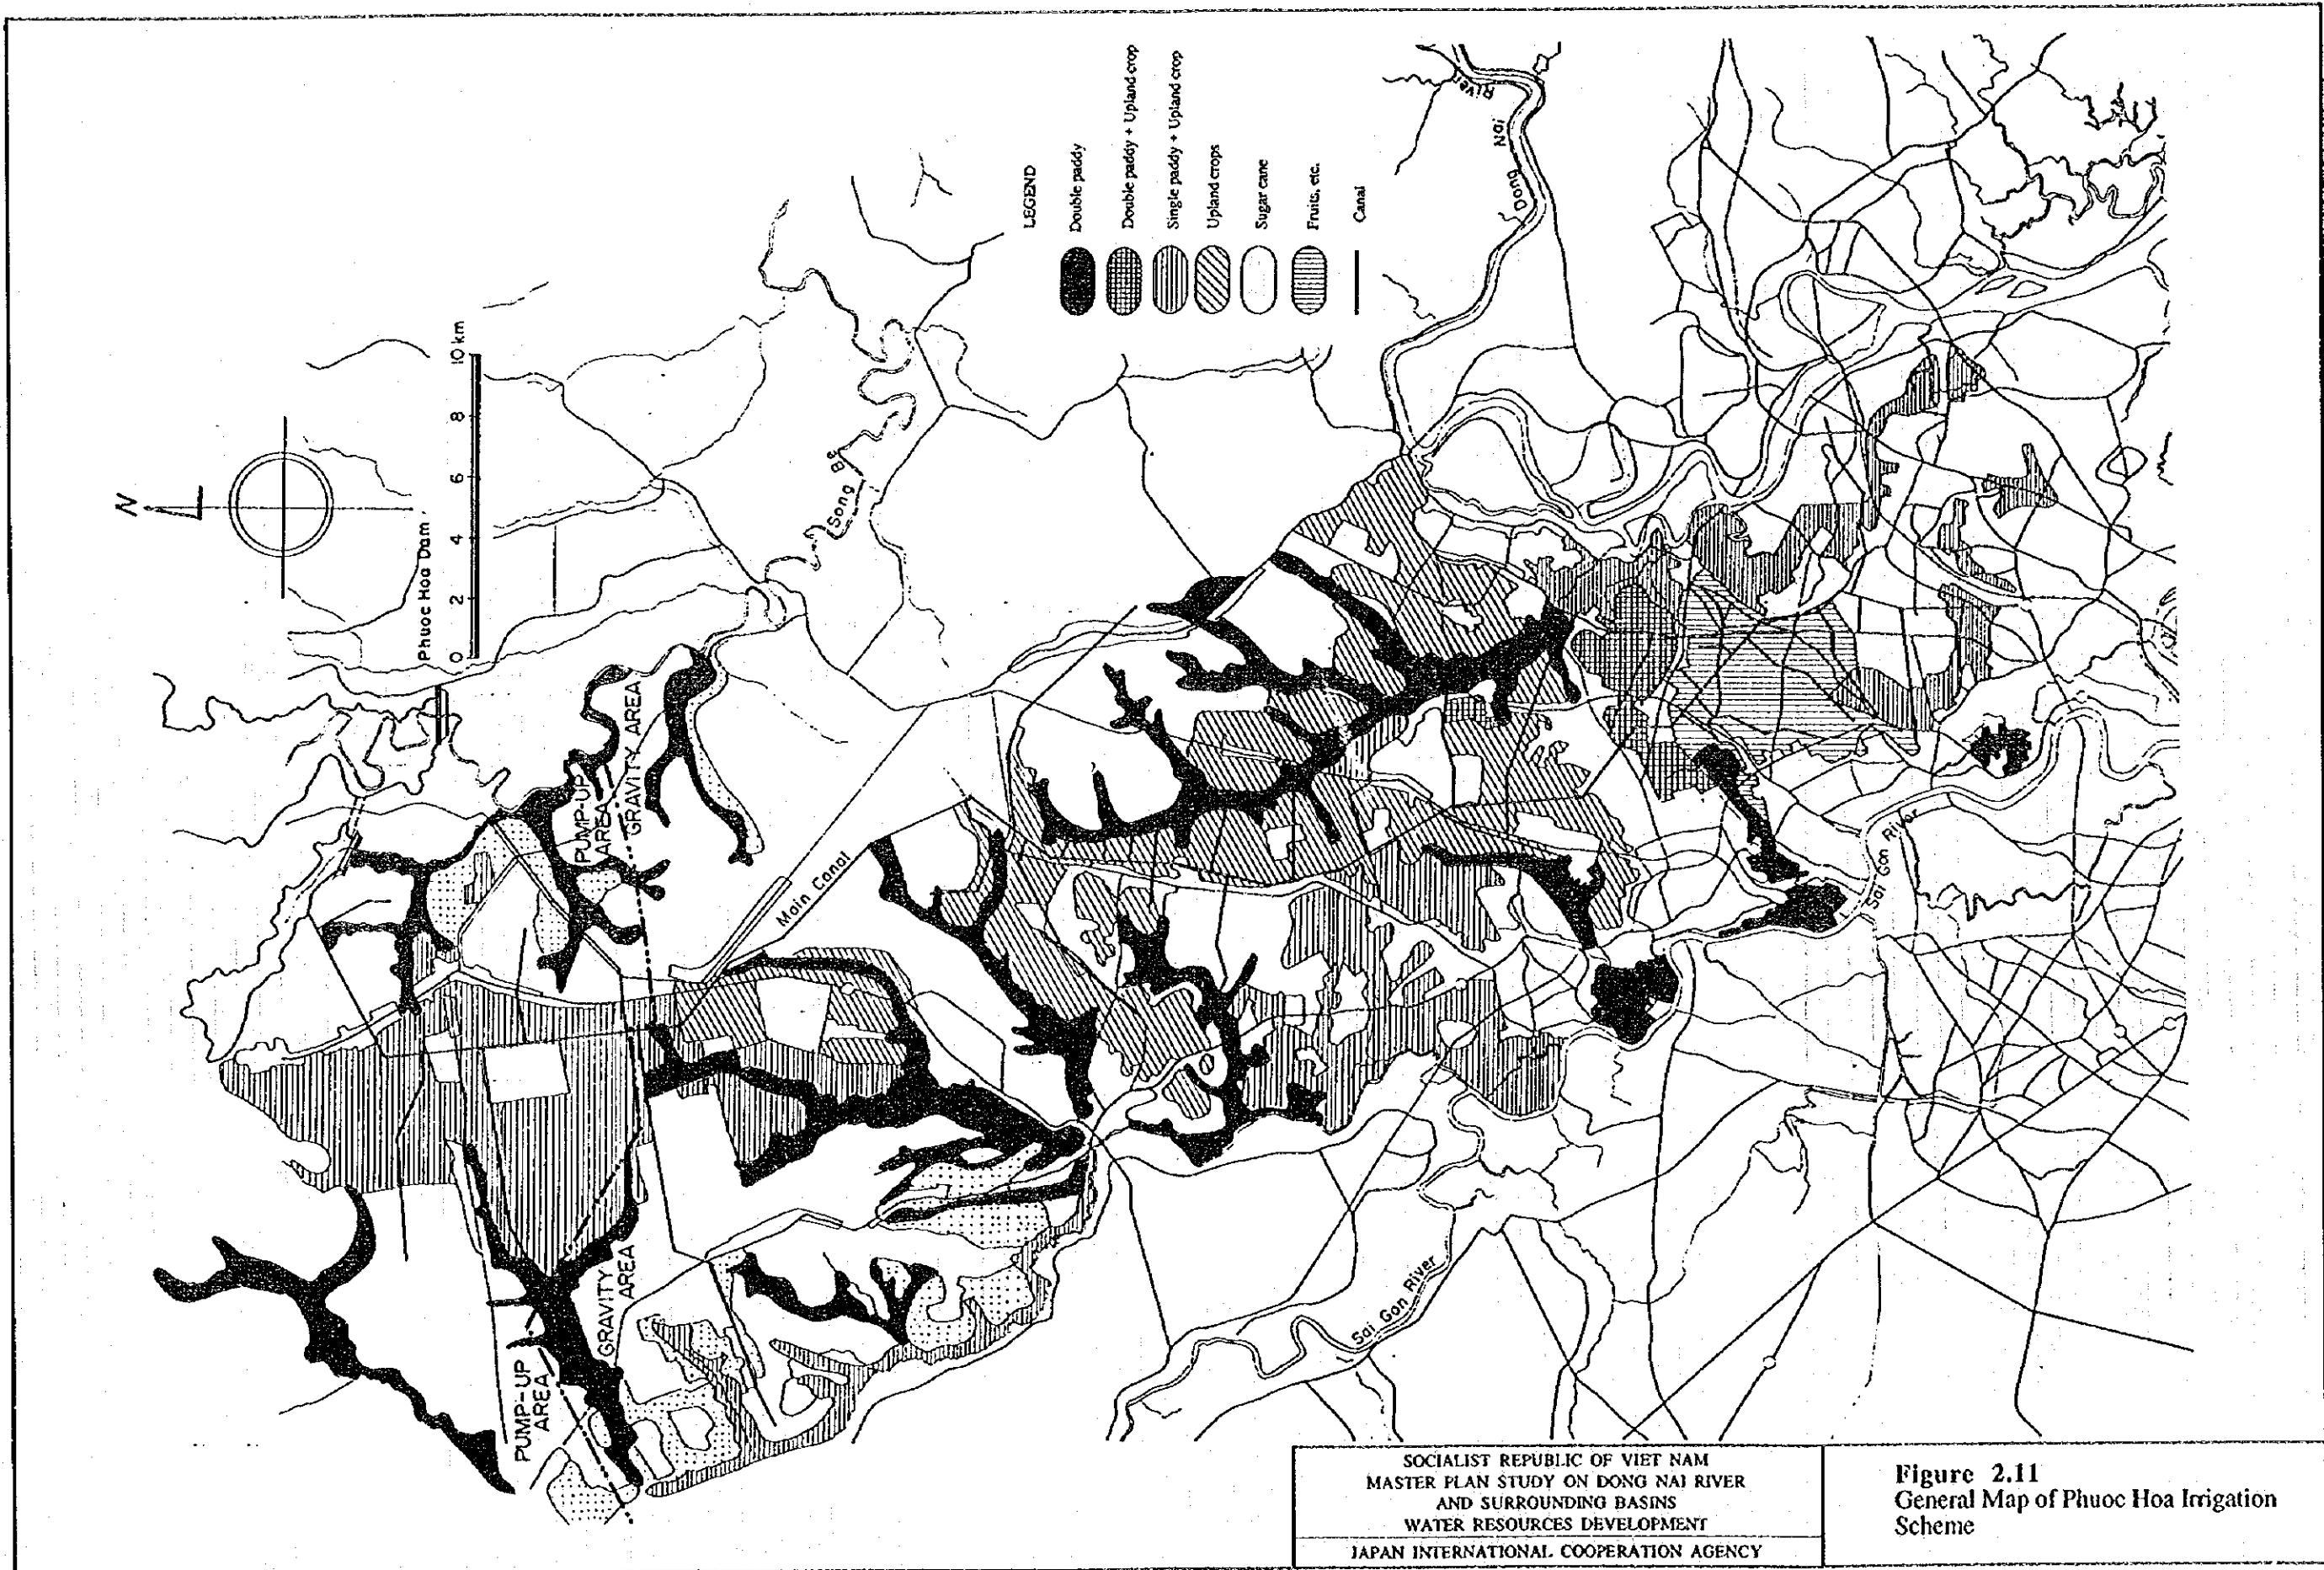 N
Phuoc Hoa Dam
0 2 4 6 8 10 km
LEGEND
Double paddy
Double paddy + Upland crop
Single paddy + Upland crop
Upland crops
Sugar cane
Fruits, etc.
Canal
Dong Nai River
Song Be
PUMP-UP
AREA
GRAVITY AREA
Main Canal
GRAVITY
AREA
PUMP-UP
AREA
Sai Gon River
Sai Gon River
SOCIALIST REPUBLIC OF VIET NAM
MASTER PLAN STUDY ON DONG NAI RIVER
AND SURROUNDING BASINS
WATER RESOURCES DEVELOPMENT
JAPAN INTERNATIONAL COOPERATION AGENCY
Figure 2.11
General Map of Phuoc Hoa Irrigation
Scheme